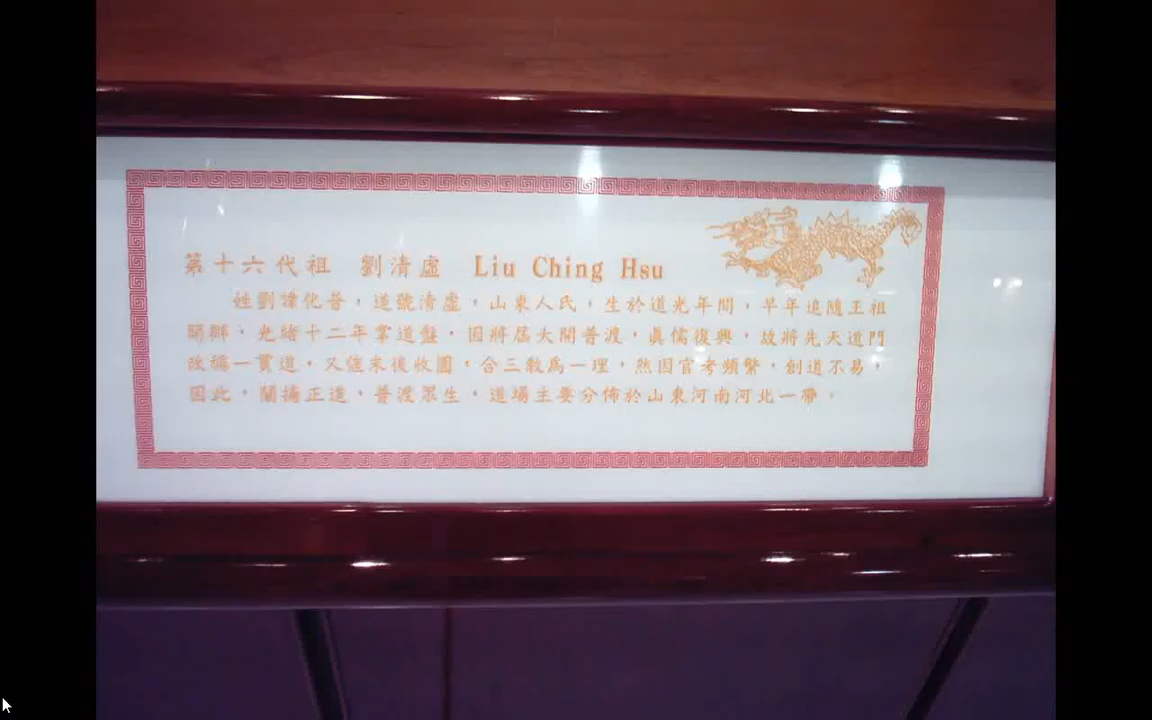 第十六代祖 劉清虛 Liu Ching Hsu
姓劉諱化普，道號清虛，山東人氏，生於道光年間，早年追隨王祖
開辦，光緒十二年掌道盤，因將屆大開普渡，眞儒復興，故將先天道門
改稱一貫道，又値末後收圓，合三教爲一理，然因官考頻繁，創道不易，
因此，闡揚正道，普渡眾生，道場主要分佈於山東河南河北一帶。